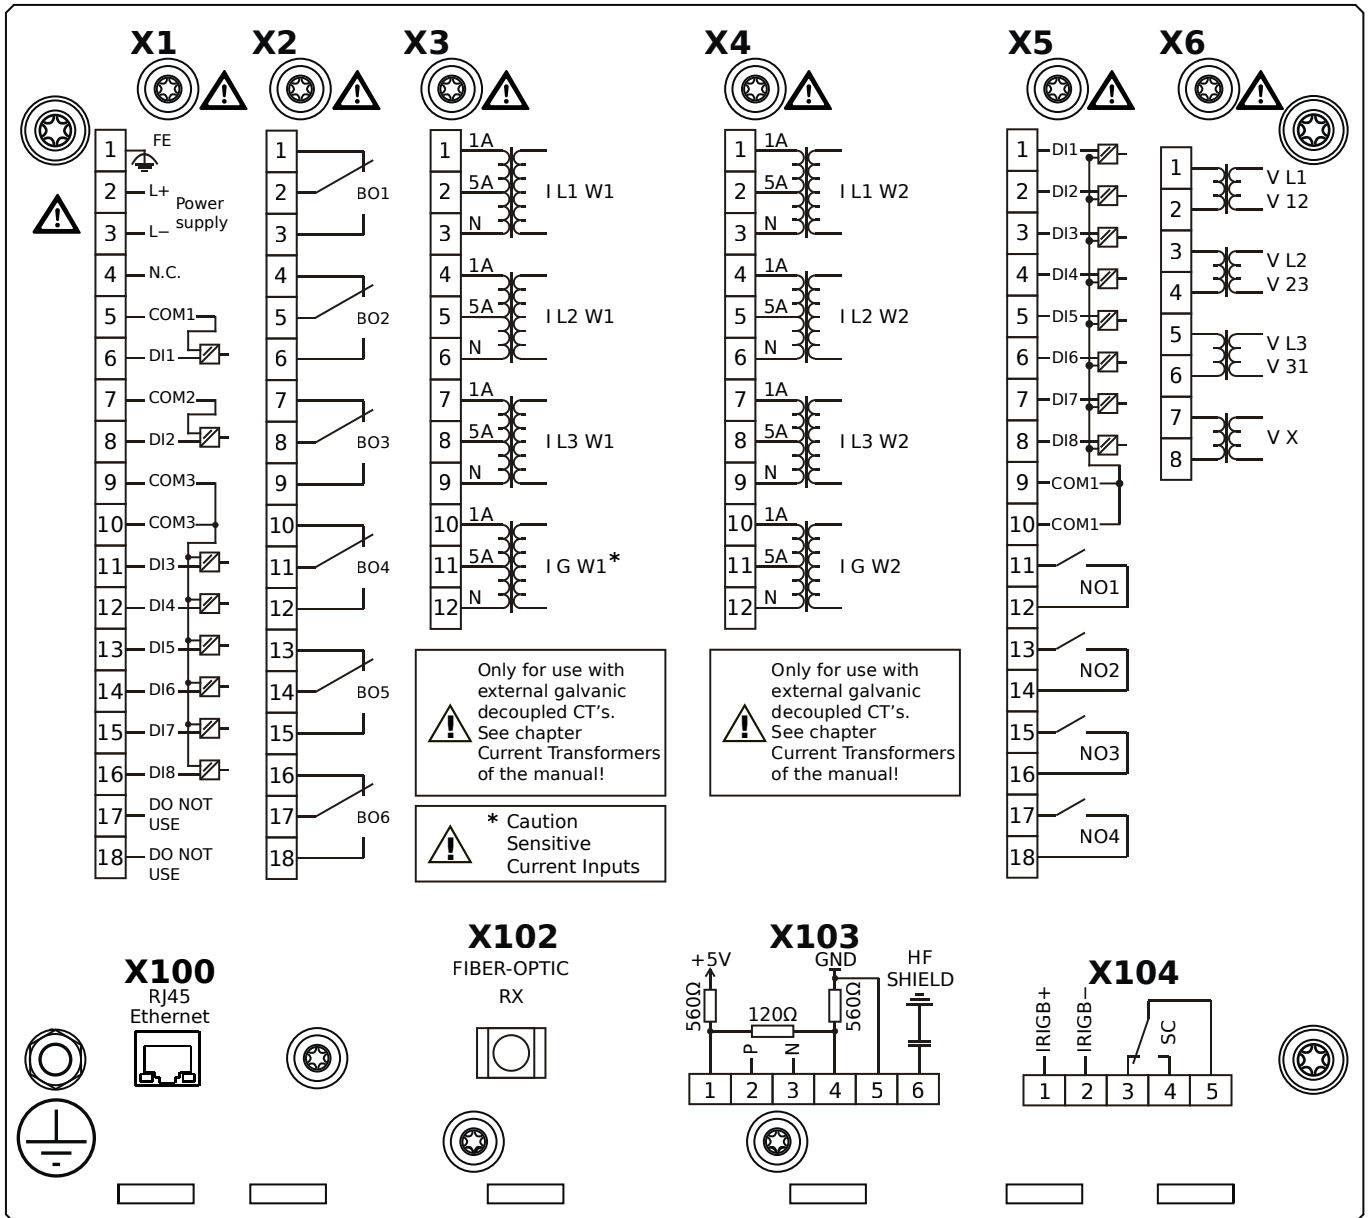 X1
X2
X3
X4
X5
X6
1 FE
2 L+
3 L−
Power
supply
4 N.C.
5 COM1
6 DI1
7 COM2
8 DI2
9 COM3
10 COM3
11 DI3
12 DI4
13 DI5
14 DI6
15 DI7
16 DI8
17 DO NOT
USE
18 DO NOT
USE
1
2 BO1
3
4
5 BO2
6
7
8 BO3
9
10
11 BO4
12
13
14 BO5
15
16
17 BO6
18
1 1A
2 5A I L1 W1
3 N
4 1A
5 5A I L2 W1
6 N
7 1A
8 5A I L3 W1
9 N
10 1A
11 5A I G W1*
12 N
Only for use with
external galvanic
decoupled CT's.
See chapter
Current Transformers
of the manual!
* Caution
Sensitive
Current Inputs
1 1A
2 5A I L1 W2
3 N
4 1A
5 5A I L2 W2
6 N
7 1A
8 5A I L3 W2
9 N
10 1A
11 5A I G W2
12 N
Only for use with
external galvanic
decoupled CT's.
See chapter
Current Transformers
of the manual!
1 DI1
2 DI2
3 DI3
4 DI4
5 DI5
6 DI6
7 DI7
8 DI8
9 COM1
10 COM1
11
NO1
12
13
NO2
14
15
NO3
16
17
NO4
18
1 V L1
2 V 12
3 V L2
4 V 23
5 V L3
6 V 31
7
V X
8
X100
RJ45
Ethernet
X102
FIBER-OPTIC
RX
X103
+5V GND HF
SHIELD
560Ω 120Ω 560Ω
P N
1 2 3 4 5 6
X104
IRIGB+ IRIGB− SC
1 2 3 4 5